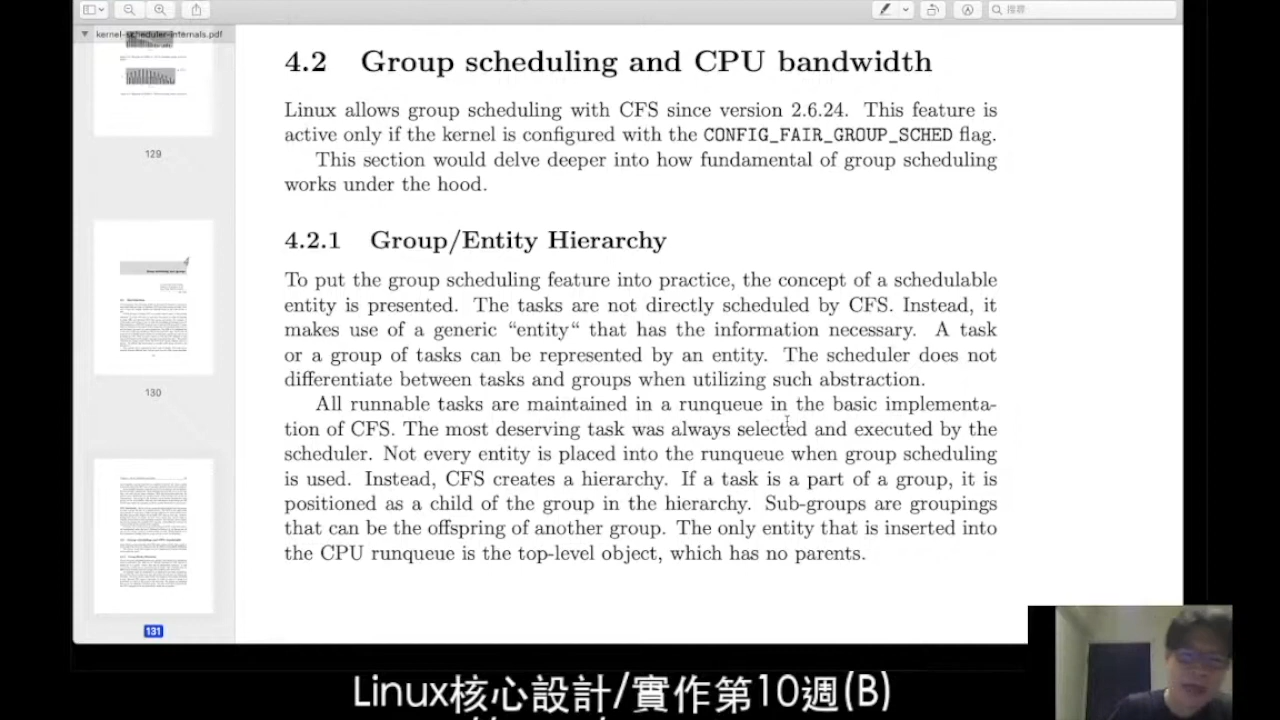 搜尋
kernel-scheduler-internals.pdf
129
130
131
4.2 Group scheduling and CPU bandwidth
Linux allows group scheduling with CFS since version 2.6.24. This feature is
active only if the kernel is configured with the CONFIG_FAIR_GROUP_SCHED flag.
This section would delve deeper into how fundamental of group scheduling
works under the hood.
4.2.1 Group/Entity Hierarchy
To put the group scheduling feature into practice, the concept of a schedulable
entity is presented. The tasks are not directly scheduled by CFS. Instead, it
makes use of a generic “entity“ that has the information necessary. A task
or a group of tasks can be represented by an entity. The scheduler does not
differentiate between tasks and groups when utilizing such abstraction.
All runnable tasks are maintained in a runqueue in the basic implementa-
tion of CFS. The most deserving task was always selected and executed by the
scheduler. Not every entity is placed into the runqueue when group scheduling
is used. Instead, CFS creates a hierarchy. If a task is a part of a group, it is
positioned as a child of the group in the hierarchy. Sub-groups are groupings
that can be the offspring of another group. The only entity that is inserted into
the CPU runqueue is the top-level object, which has no parents.
Linux核心設計/實作第10週(B)